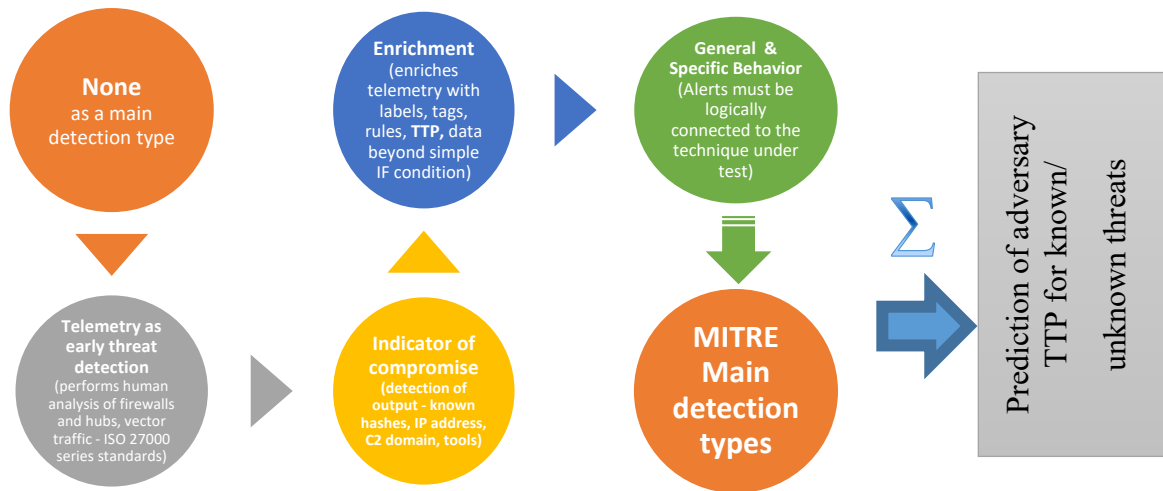 None
as a main
detection type
Telemetry as
early threat
detection
(performs human
analysis of firewalls
and hubs, vector
traffic - ISO 27000
series standards)
Indicator of
compromise
(detection of
output - known
hashes, IP address,
C2 domain, tools)
Enrichment
(enriches
telemetry with
labels, tags,
rules, TTP, data
beyond simple
IF condition)
General & 
Specific Behavior
(Alerts must be
logically
connected to the
technique under
test)
MITRE
Main
detection
types
Σ
Prediction of adversary
TTP for known/
unknown threats